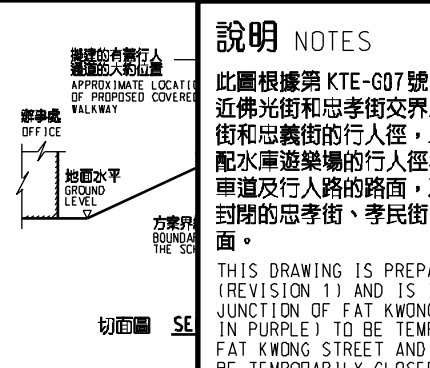 擬建的有蓋行人
通道的大約位置
APPROXIMATE LOCATI
OF PROPOSED COVERE
WALKWAY
辦事處
OFFICE
地面水平
GROUND
LEVEL
方案界
BOUNDA
THE SC
切面圖 SE
說明 NOTES
此圖根據第 KTE-G07 號
近佛光街和忠孝街交界
街和忠義街的行人徑，
配水庫遊樂場的行人徑
車道及行人路的路面，
封閉的忠孝街、孝民街
面。
THIS DRAWING IS PREPA
(REVISION 1) AND IS
JUNCTION OF FAT KWONG
IN PURPLE) TO BE TEMP
FAT KWONG STREET AND
BE TEMPORARILY CLOSED